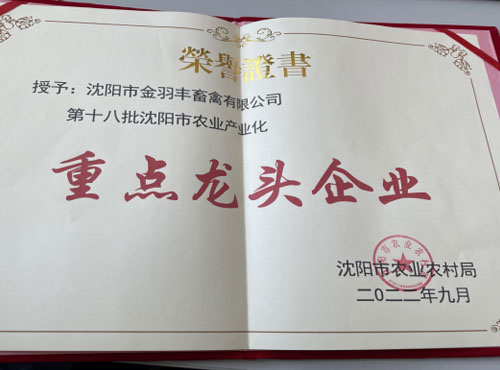 榮譽證書
授予：沈阳市金羽丰畜禽有限公司
第十八批沈阳市农业产业化
重点龙头企业
沈阳市农业农村局
二0二二年九月